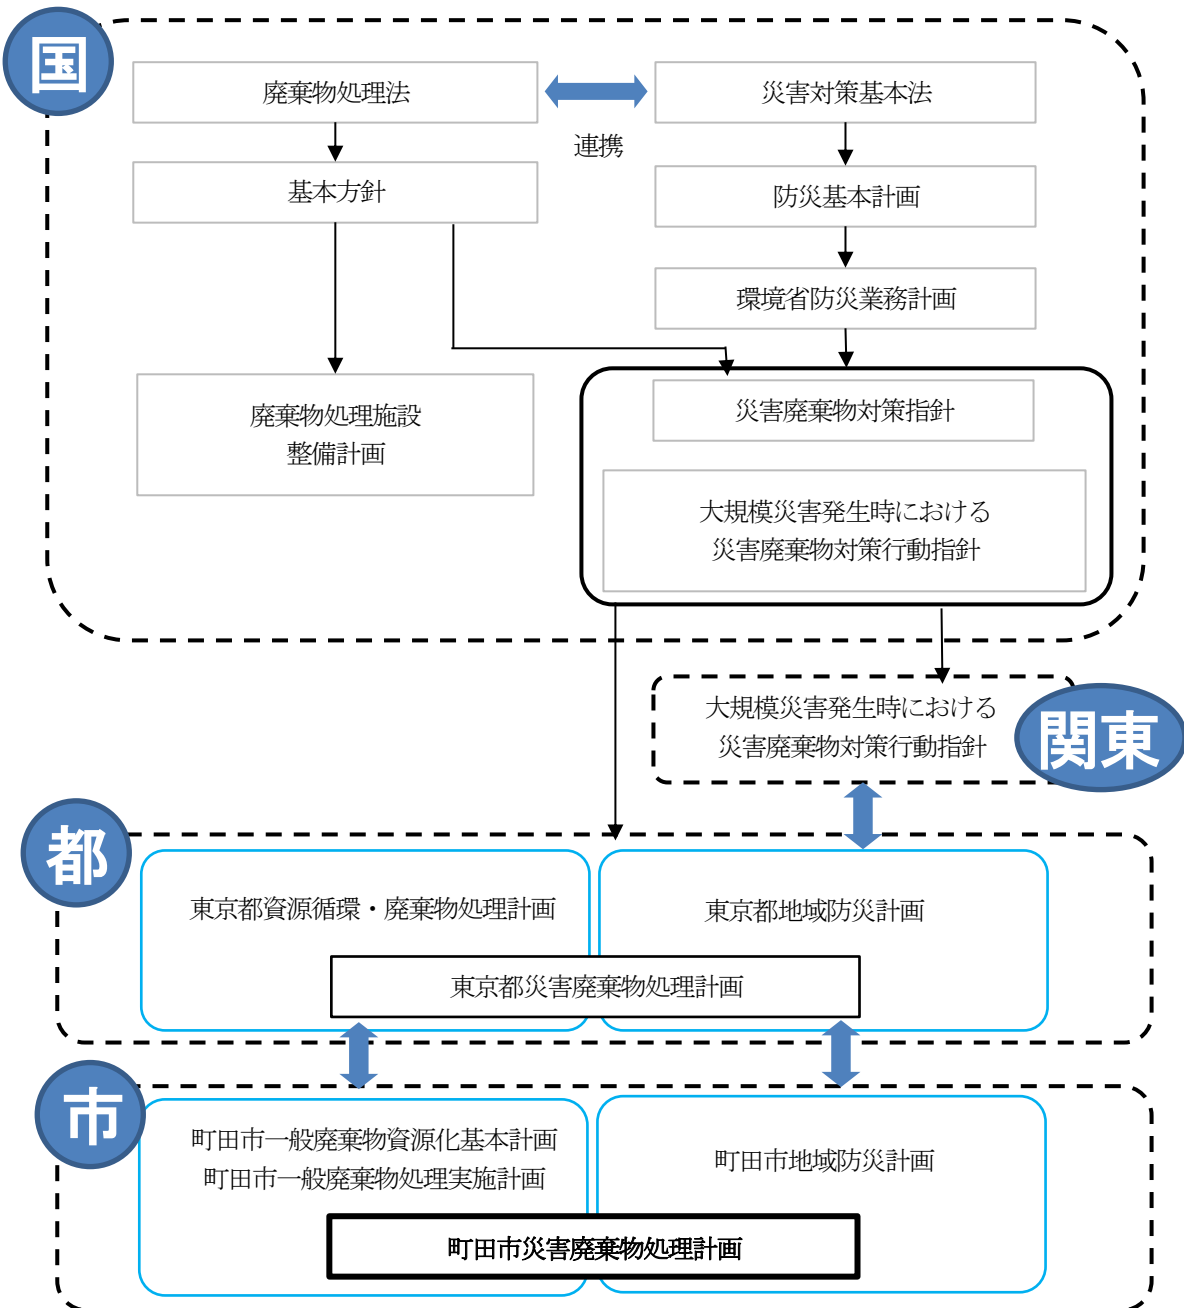 国
廃棄物処理法
災害対策基本法
連携
基本方針
防災基本計画
環境省防災業務計画
廃棄物処理施設
整備計画
災害廃棄物対策指針
大規模災害発生時における
災害廃棄物対策行動指針
大規模災害発生時における
災害廃棄物対策行動指針
関東
都
東京都資源循環・廃棄物処理計画
東京都地域防災計画
東京都災害廃棄物処理計画
市
町田市一般廃棄物資源化基本計画
町田市一般廃棄物処理実施計画
町田市地域防災計画
町田市災害廃棄物処理計画